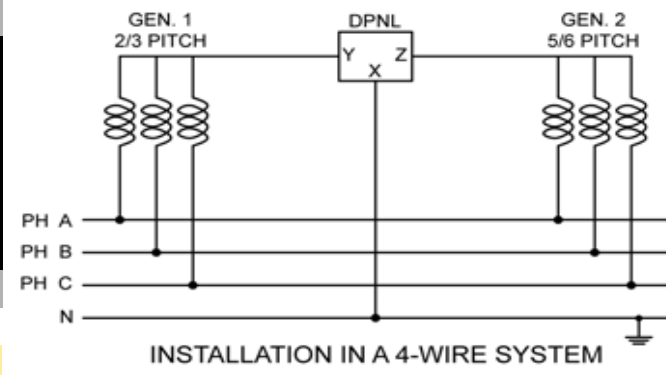 GEN. 1
2/3 PITCH
DPNL
GEN. 2
5/6 PITCH
Y
Z
X
PH A
PH B
PH C
N
INSTALLATION IN A 4-WIRE SYSTEM